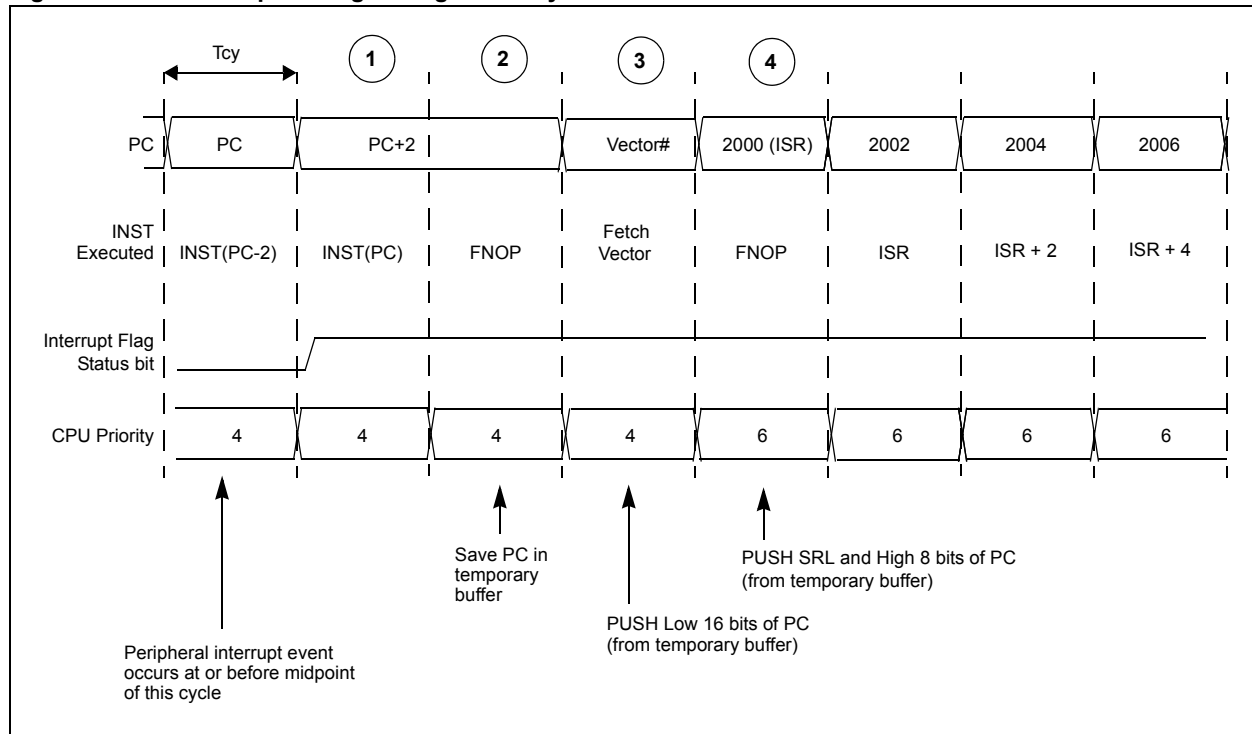 Tcy
1 2 3 4
PC PC PC+2 Vector# 2000 (ISR) 2002 2004 2006
INST
Executed INST(PC-2) INST(PC) FNOP Fetch
Vector FNOP ISR ISR + 2 ISR + 4
Interrupt Flag
Status bit
CPU Priority 4 4 4 4 6 6 6 6
Save PC in
temporary
buffer
PUSH SRL and High 8 bits of PC
(from temporary buffer)
PUSH Low 16 bits of PC
(from temporary buffer)
Peripheral interrupt event
occurs at or before midpoint
of this cycle